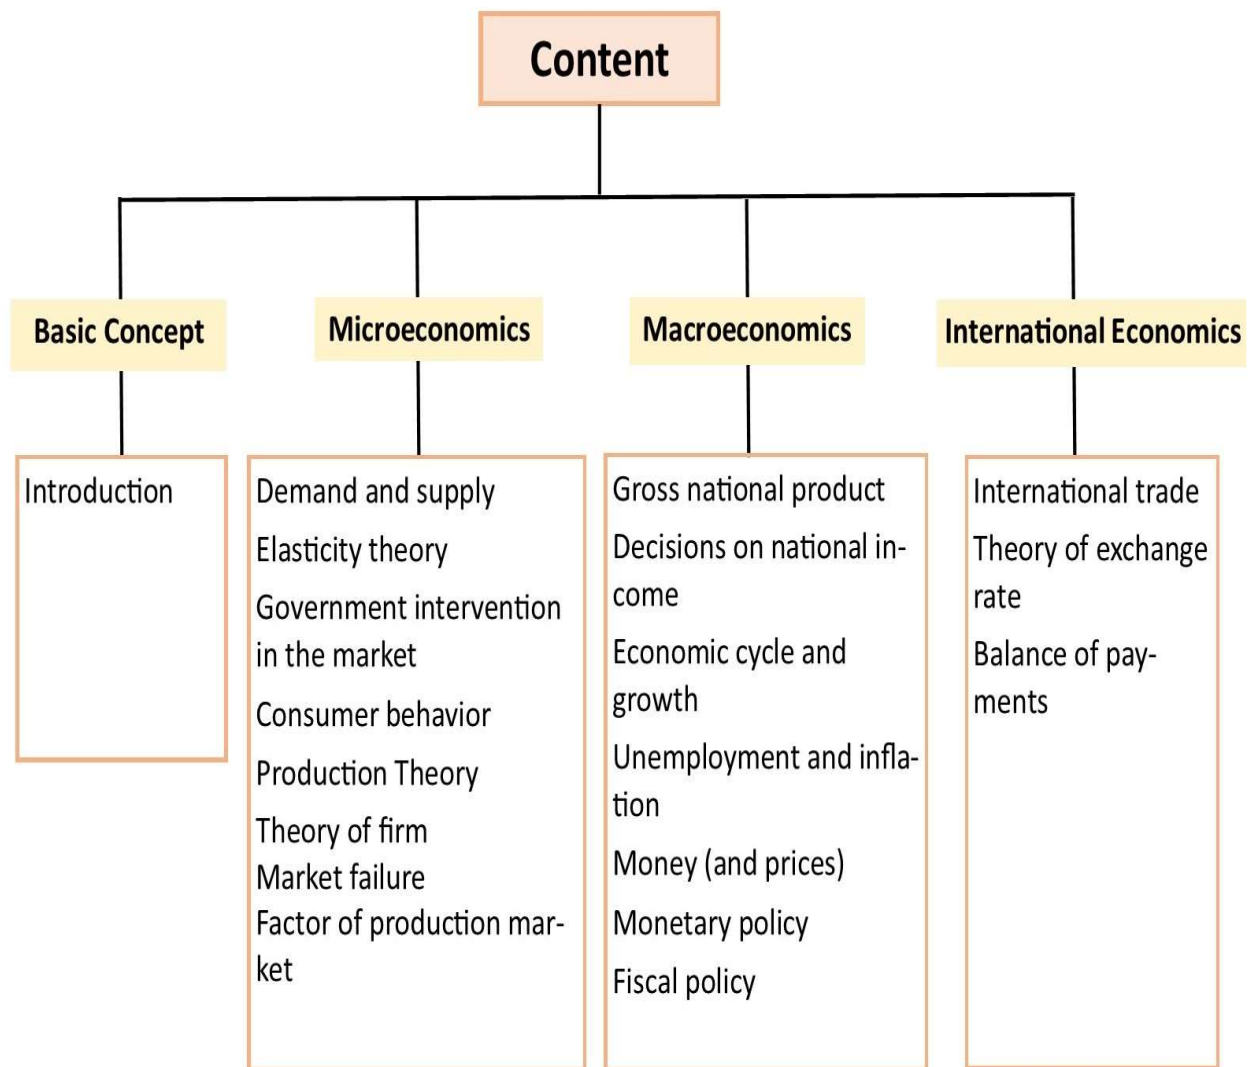 Content
Basic Concept
Microeconomics
Macroeconomics
International Economics
Introduction
Demand and supply
Elasticity theory
Government intervention
in the market
Consumer behavior
Production Theory
Theory of firm
Market failure
Factor of production mar-
ket
Gross national product
Decisions on national in-
come
Economic cycle and
growth
Unemployment and infla-
tion
Money (and prices)
Monetary policy
Fiscal policy
International trade
Theory of exchange
rate
Balance of pay-
ments